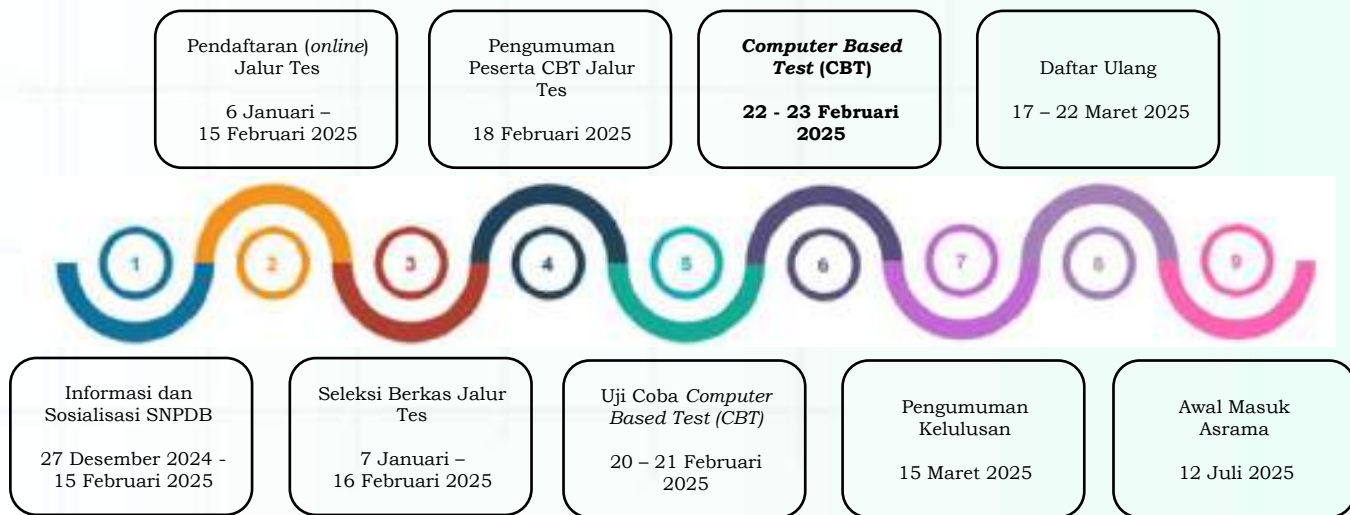 Pendaftaran (online)
Jalur Tes
6 Januari –
15 Februari 2025
Pengumuman
Peserta CBT Jalur
Tes
18 Februari 2025
Computer Based
Test (CBT)
22 - 23 Februari
2025
Daftar Ulang
17 – 22 Maret 2025
1
2
3
4
5
6
7
8
9
Informasi dan
Sosialisasi SNPDB
27 Desember 2024 -
15 Februari 2025
Seleksi Berkas Jalur
Tes
7 Januari –
16 Februari 2025
Uji Coba Computer
Based Test (CBT)
20 – 21 Februari
2025
Pengumuman
Kelulusan
15 Maret 2025
Awal Masuk
Asrama
12 Juli 2025